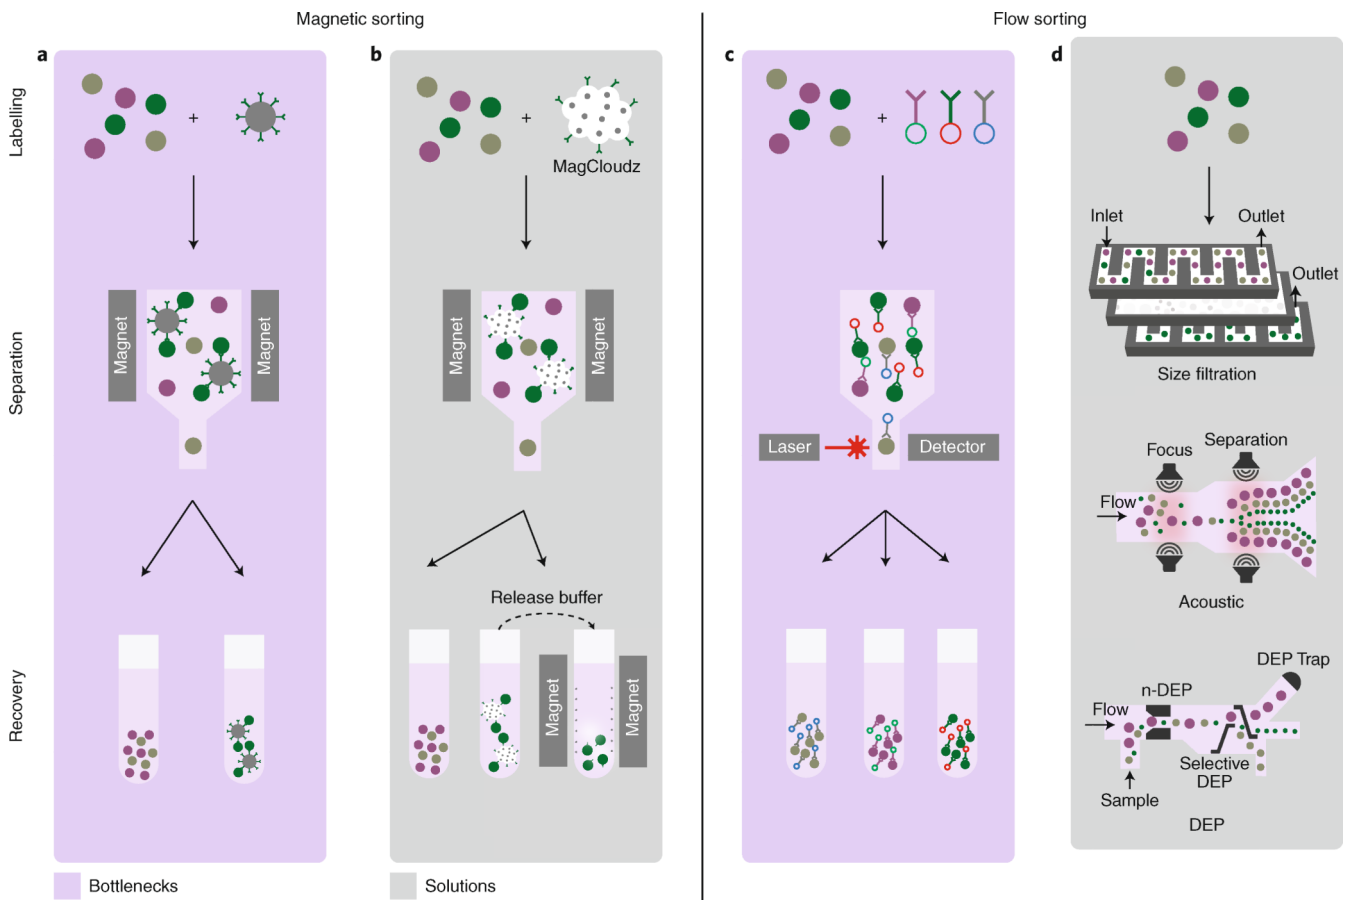 Magnetic sorting
Flow sorting
a
b
c
d
Labelling
+
+
+
MagCloudz
Inlet
Outlet
Outlet
Size filtration
Separation
Magnet
Magnet
Magnet
Magnet
Laser
Detector
Focus
Separation
Flow
Acoustic
Recovery
Release buffer
Magnet
Magnet
DEP Trap
n-DEP
Flow
Selective
DEP
Sample
DEP
Bottlenecks
Solutions